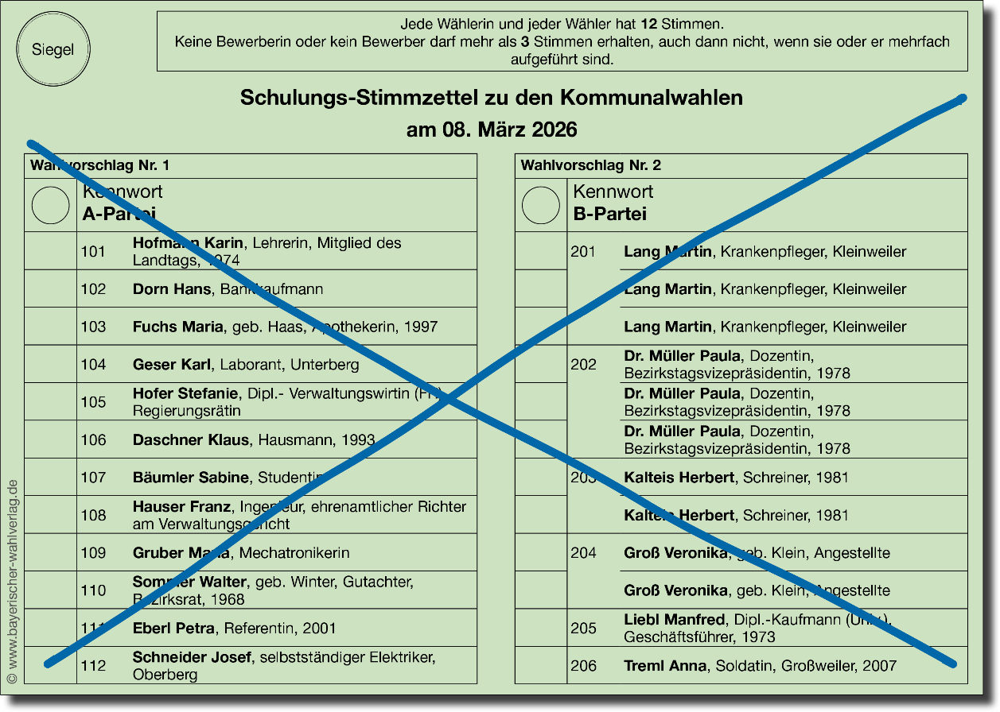 Siegel
Jede Wählerin und jeder Wähler hat 12 Stimmen.
Keine Bewerberin oder kein Bewerber darf mehr als 3 Stimmen erhalten, auch dann nicht, wenn sie oder er mehrfach
aufgeführt sind.
Schulungs-Stimmzettel zu den Kommunalwahlen
am 08. März 2026
Wahlvorschlag Nr. 1
Kennwort
A-Partei
101 Hofmann Karin, Lehrerin, Mitglied des
Landtags, 1974
102 Dorn Hans, Bankkaufmann
103 Fuchs Maria, geb. Haas, Apothekerin, 1997
104 Geser Karl, Laborant, Unterberg
105 Hofer Stefanie, Dipl.- Verwaltungswirtin (FH),
Regierungsrätin
106 Daschner Klaus, Hausmann, 1993
107 Bäumler Sabine, Studentin
108 Hauser Franz, Ingenieur, ehrenamtlicher Richter
am Verwaltungsgericht
109 Gruber Maria, Mechatronikerin
110 Sommer Walter, geb. Winter, Gutachter,
Bezirksrat, 1968
111 Eberl Petra, Referentin, 2001
112 Schneider Josef, selbstständiger Elektriker,
Oberberg
Wahlvorschlag Nr. 2
Kennwort
B-Partei
201 Lang Martin, Krankenpfleger, Kleinweiler
Lang Martin, Krankenpfleger, Kleinweiler
Lang Martin, Krankenpfleger, Kleinweiler
202 Dr. Müller Paula, Dozentin,
Bezirkstagsvizepräsidentin, 1978
Dr. Müller Paula, Dozentin,
Bezirkstagsvizepräsidentin, 1978
Dr. Müller Paula, Dozentin,
Bezirkstagsvizepräsidentin, 1978
203 Kalteis Herbert, Schreiner, 1981
Kalteis Herbert, Schreiner, 1981
204 Groß Veronika, geb. Klein, Angestellte
Groß Veronika, geb. Klein, Angestellte
205 Liebl Manfred, Dipl.-Kaufmann (Univ.),
Geschäftsführer, 1973
206 Treml Anna, Soldatin, Großweiler, 2007
© www.bayerischer-wahlverlag.de